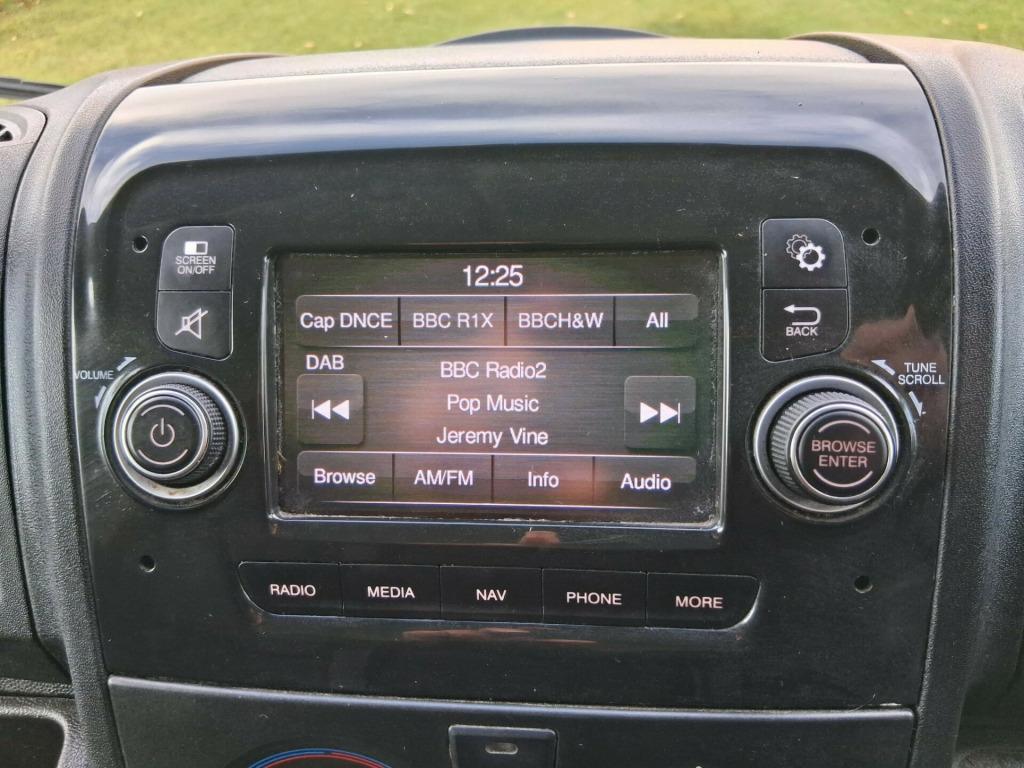 SCREEN
ON/OFF
VOLUME
12:25
Cap DNCE BBC R1X BBCH&W All
DAB
BBC Radio2
Pop Music
Jeremy Vine
Browse AM/FM Info Audio
BACK
TUNE
SCROLL
BROWSE
ENTER
RADIO MEDIA NAV PHONE MORE